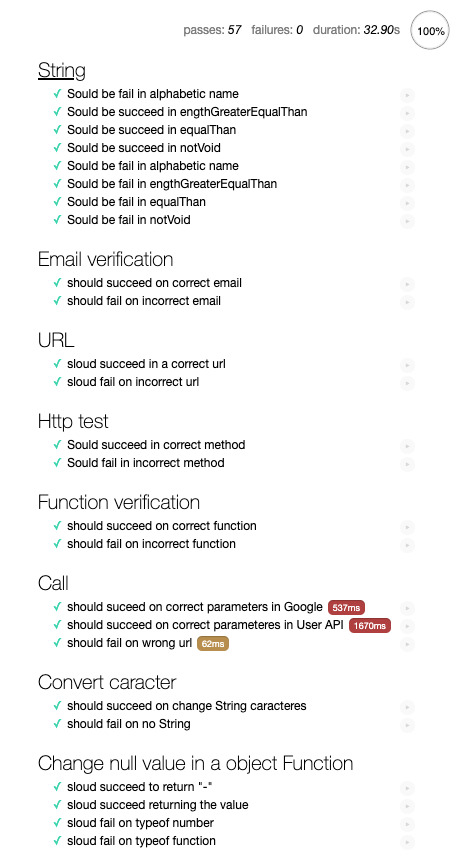 passes: 57 failures: 0 duration: 32.90s 100%
String
✓ Sould be fail in alphabetic name
✓ Sould be succeed in engthGreaterEqualThan
✓ Sould be succeed in equalThan
✓ Sould be succeed in notVoid
✓ Sould be fail in alphabetic name
✓ Sould be fail in engthGreaterEqualThan
✓ Sould be fail in equalThan
✓ Sould be fail in notVoid
Email verification
✓ should succeed on correct email
✓ should fail on incorrect email
URL
✓ sloud succeed in a correct url
✓ sloud fail on incorrect url
Http test
✓ Sould succeed in correct method
✓ Sould fail in incorrect method
Function verification
✓ should succeed on correct function
✓ should fail on incorrect function
Call
✓ should suceed on correct parameters in Google 537ms
✓ should succeed on correct parameteres in User API 1670ms
✓ should fail on wrong url 62ms
Convert caracter
✓ should succeed on change String caracteres
✓ should fail on no String
Change null value in a object Function
✓ sloud succeed to return "-"
✓ sloud succeed returning the value
✓ sloud fail on typeof number
✓ sloud fail on typeof function